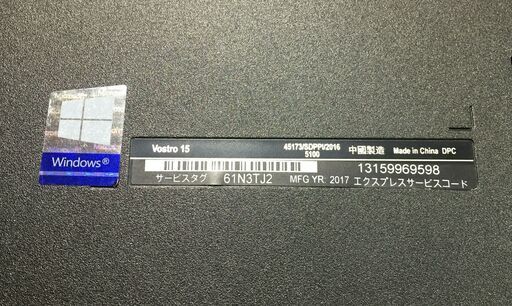 Windows®
Vostro 15
45173/SDPPI/2016
5100
中國製造 Made in China DPC
13159969598
サービスタグ 61N3TJ2
MFG YR. 2017 エクスプレスサービスコード